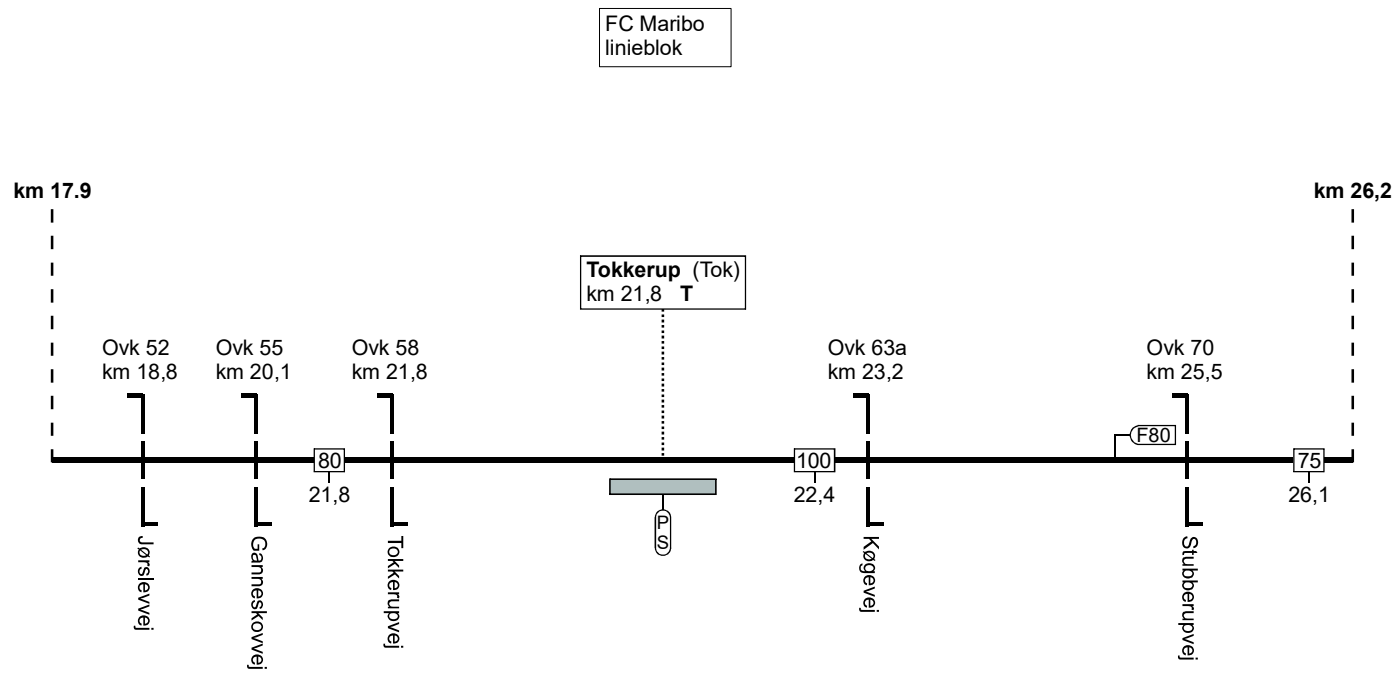 FC Maribo
linieblok
km 17.9
km 26,2
Tokkerup (Tok)
km 21,8 T
Ovk 52
km 18,8
Ovk 55
km 20,1
Ovk 58
km 21,8
Ovk 63a
km 23,2
Ovk 70
km 25,5
F80
80
100
75
21,8
22,4
26,1
P
S
Jørslevvej
Ganneskovvej
Tokkerupvej
Køgevej
Stubberupvej